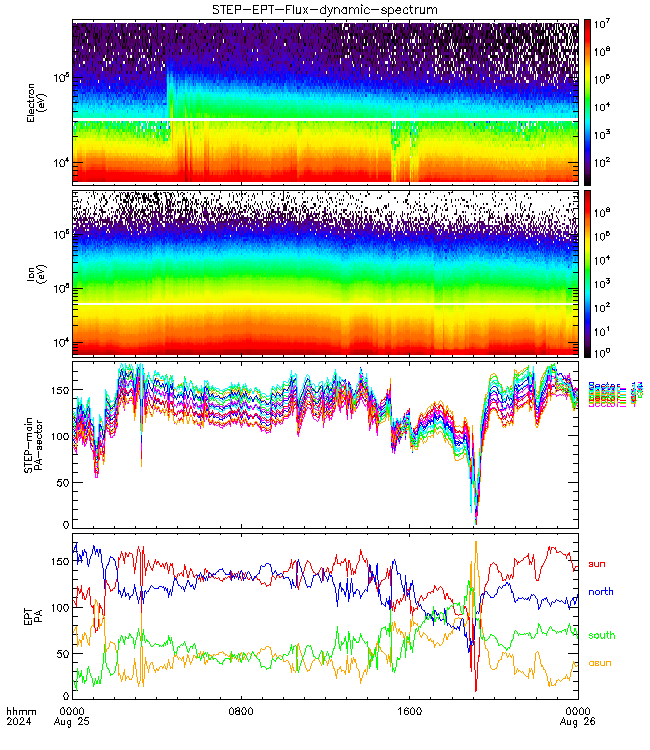 STEP-EPT-Flux-dynamic-spectrum
Electron
(eV)
10^5
10^4
10^7
10^6
10^5
10^4
10^3
10^2
Ion
(eV)
10^6
10^5
10^4
10^6
10^5
10^4
10^3
10^2
10^1
10^0
STEP-main
PA-sector
150
100
50
0
EPT
PA
150
100
50
0
sun
north
south
asun
hhmm
2024
0000
Aug 25
0800
1600
0000
Aug 26